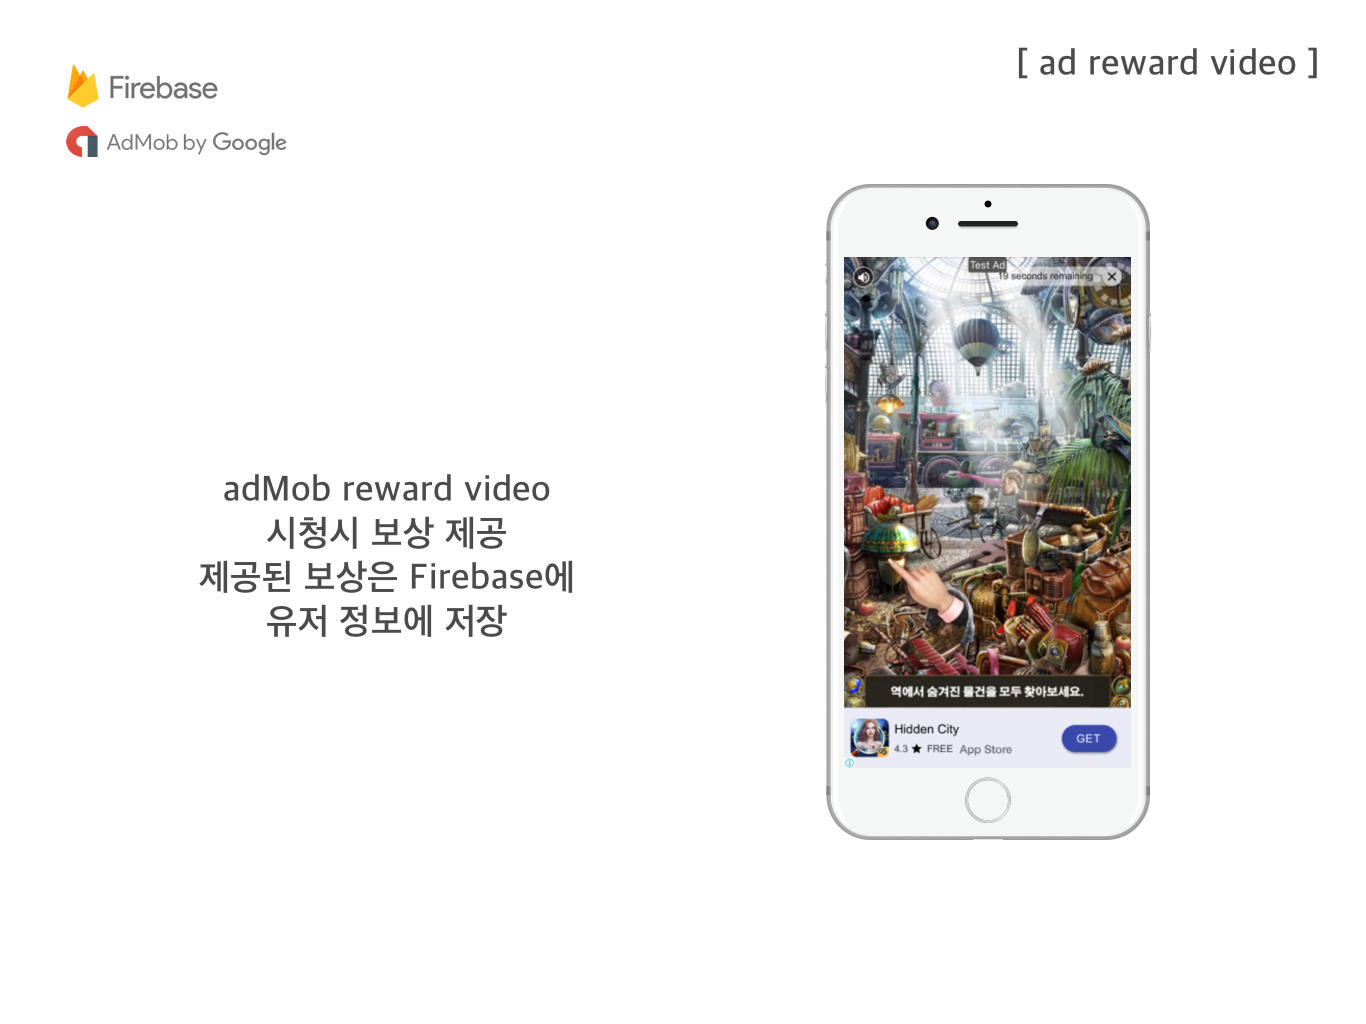 Firebase
AdMob by Google
[ ad reward video ]
adMob reward video
시청시 보상 제공
제공된 보상은 Firebase에
유저 정보에 저장
Test Ad
19 seconds remaining
역에서 숨겨진 물건을 모두 찾아보세요.
Hidden City
4.3 ★ FREE App Store
GET